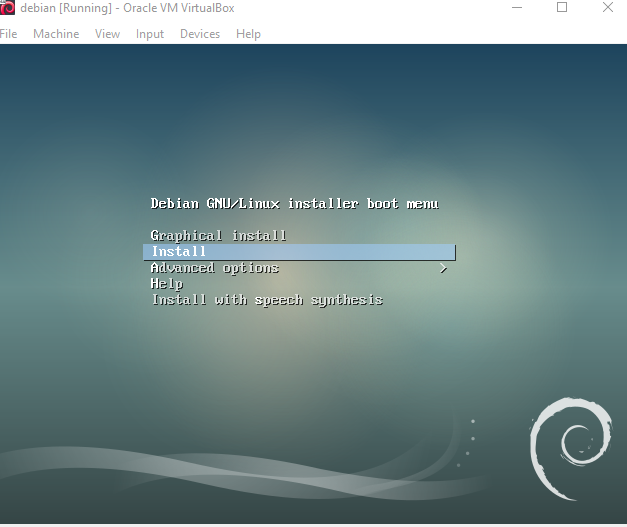 debian [Running] - Oracle VM VirtualBox
File Machine View Input Devices Help
Debian GNU/Linux installer boot menu
Graphical install
Install
Advanced options >
Help
Install with speech synthesis